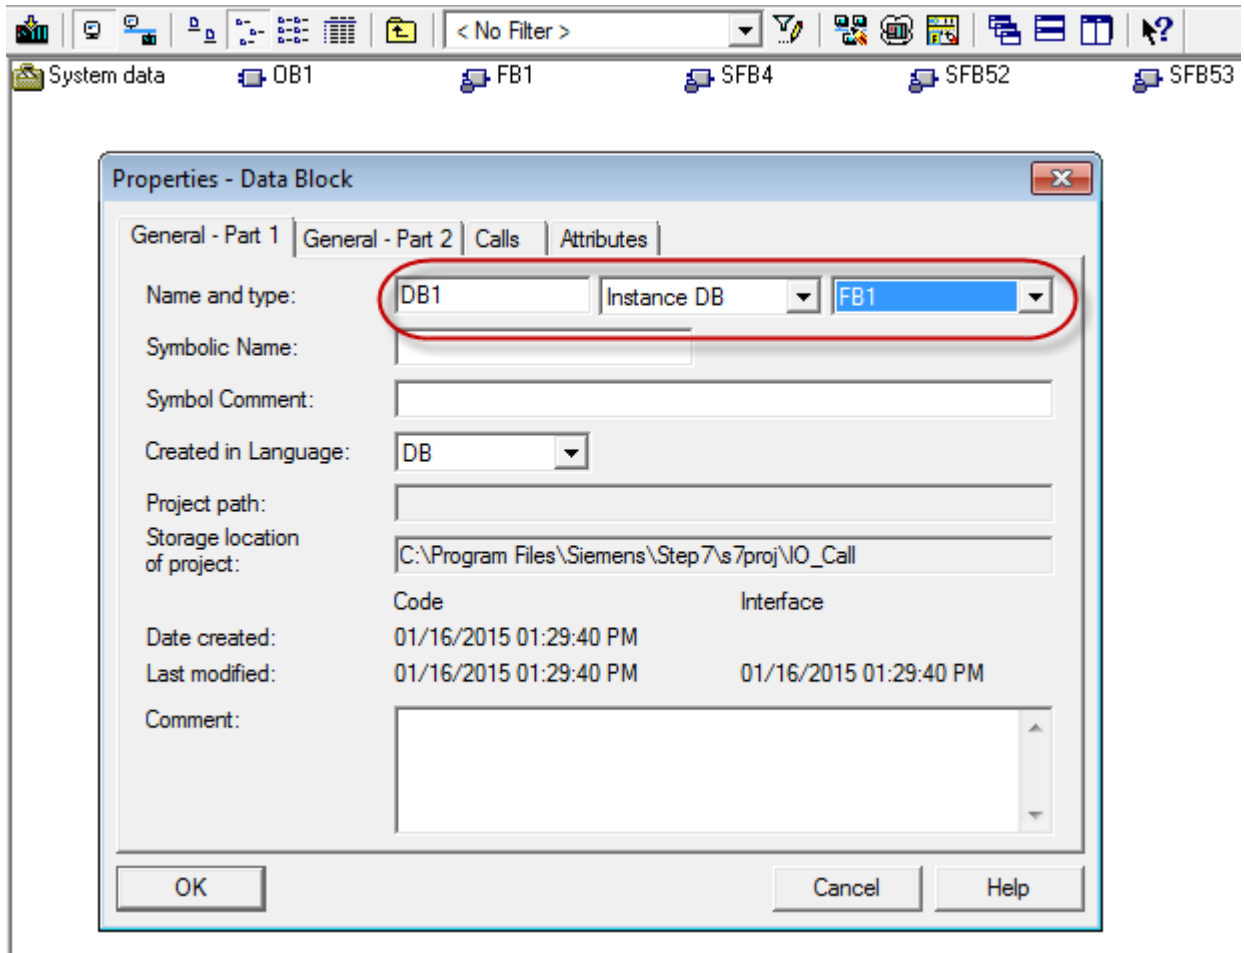 < No Filter >
System data OB1 FB1 SFB4 SFB52 SFB53
Properties - Data Block
General - Part 1 General - Part 2 Calls Attributes
Name and type: DB1 Instance DB FB1
Symbolic Name:
Symbol Comment:
Created in Language: DB
Project path:
Storage location
of project: C:\Program Files\Siemens\Step7\s7proj\IO_Call
Code Interface
Date created: 01/16/2015 01:29:40 PM
Last modified: 01/16/2015 01:29:40 PM 01/16/2015 01:29:40 PM
Comment:
OK Cancel Help